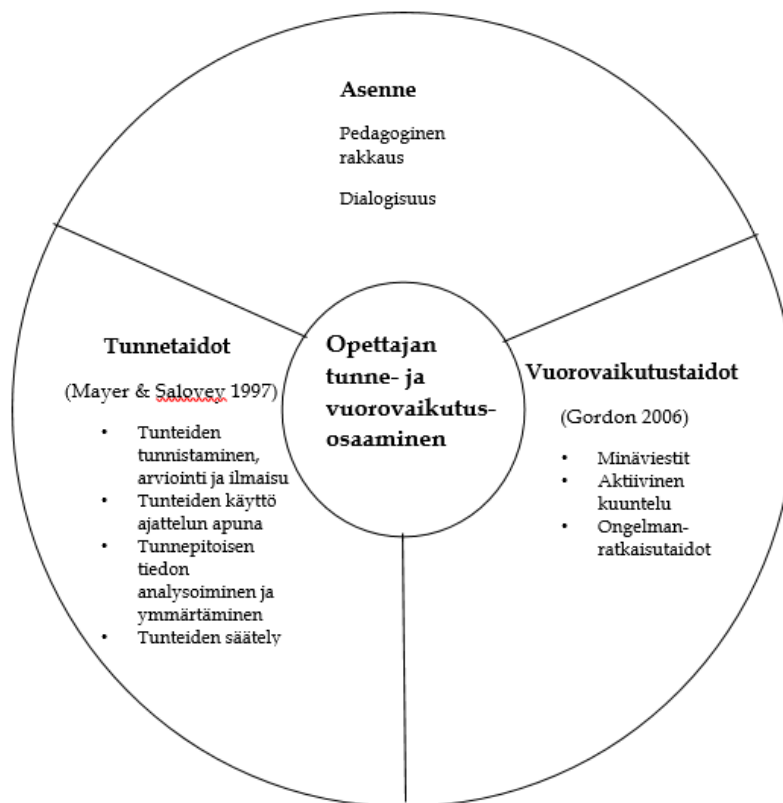 Asenne
Pedagoginen
rakkaus
Dialogisuus
Tunnetaidot
(Mayer & Salovey 1997)
• Tunteiden
tunnistaminen,
arviointi ja ilmaisu
• Tunteiden käyttö
ajattelun apuna
• Tunnepitoisen
tiedon
analysoiminen ja
ymmärtäminen
• Tunteiden säätely
Opettajan
tunne- ja
vuorovaikutus-
osaaminen
Vuorovaikutustaidot
(Gordon 2006)
• Minäviestit
• Aktiivinen
kuuntelu
• Ongelman-
ratkaisutaidot